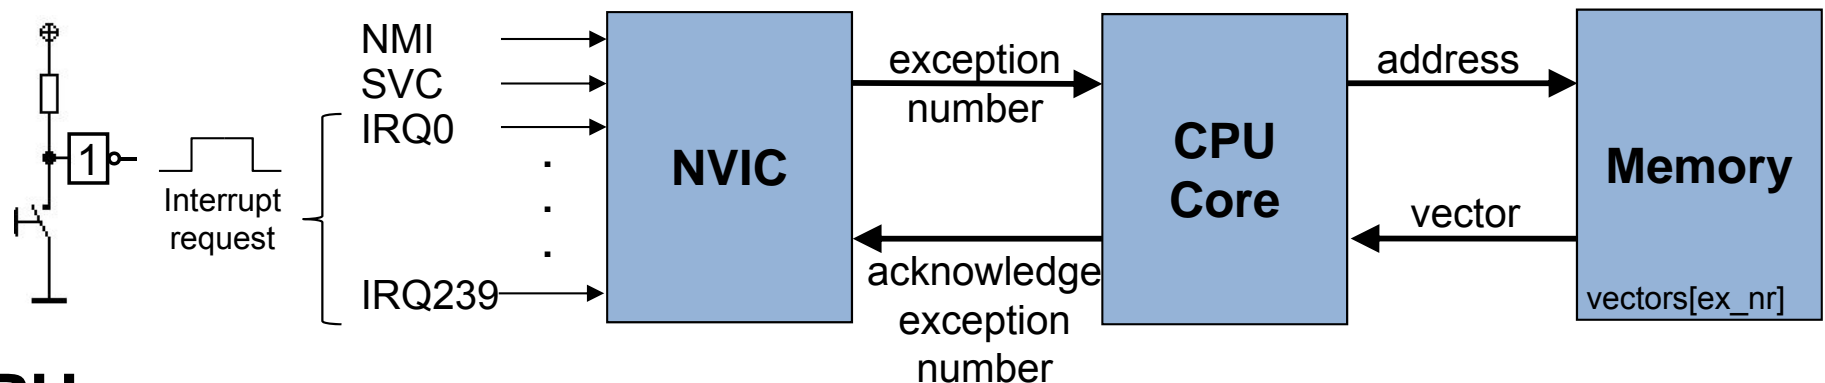 NMI
SVC
IRQ0
.
.
.
IRQ239
1
Interrupt
request
NVIC
exception
number
acknowledge
exception
number
CPU
Core
address
vector
Memory
vectors[ex_nr]